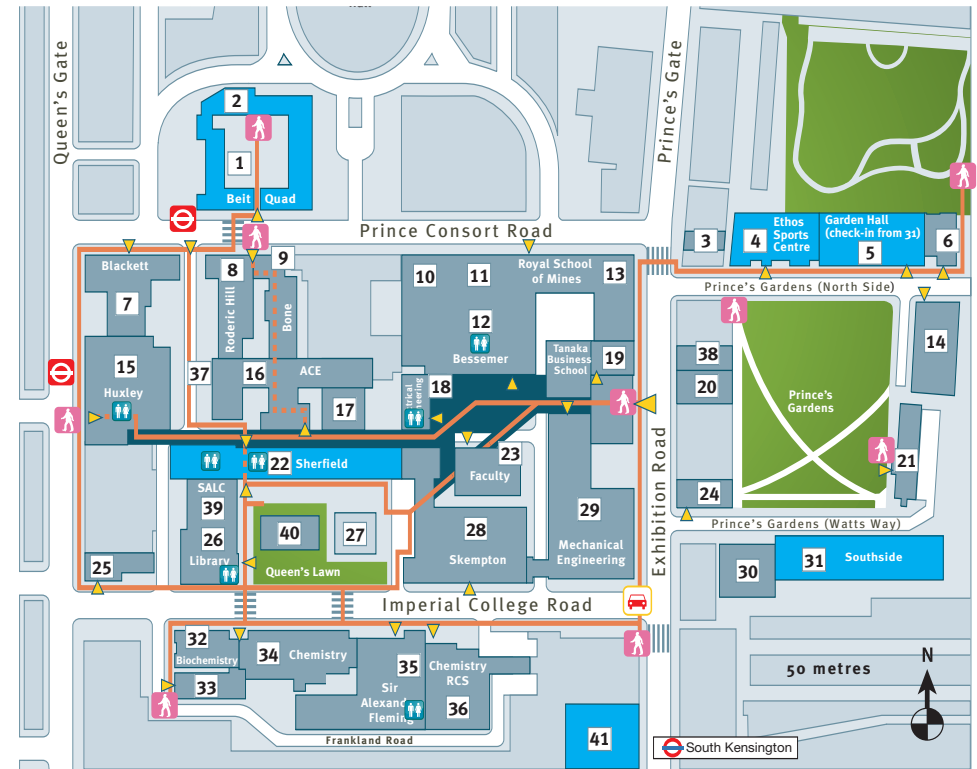 Queen's Gate
Prince's Gate
2
1
Beit Quad
Prince Consort Road
3
4
Ethos
Sports
Centre
Garden Hall
(check-in from 31)
5
6
Prince's Gardens (North Side)
Blackett
7
8
9
Roderic Hill
Bone
10
11
Royal School
of Mines
13
12
Bessemer
14
15
Huxley
37
16
ACE
17
18
Tanaka
Business
School
19
38
20
Prince's
Gardens
21
22
Sherfield
23
Faculty
SALC
39
26
Library
40
27
Queen's Lawn
28
Skempton
29
Mechanical
Engineering
Exhibition Road
24
Prince's Gardens (Watts Way)
25
30
31
Southside
Imperial College Road
32
Biochemistry
33
34
Chemistry
35
Sir
Fleming
Chemistry
RCS
36
Frankland Road
41
50 metres
N
South Kensington